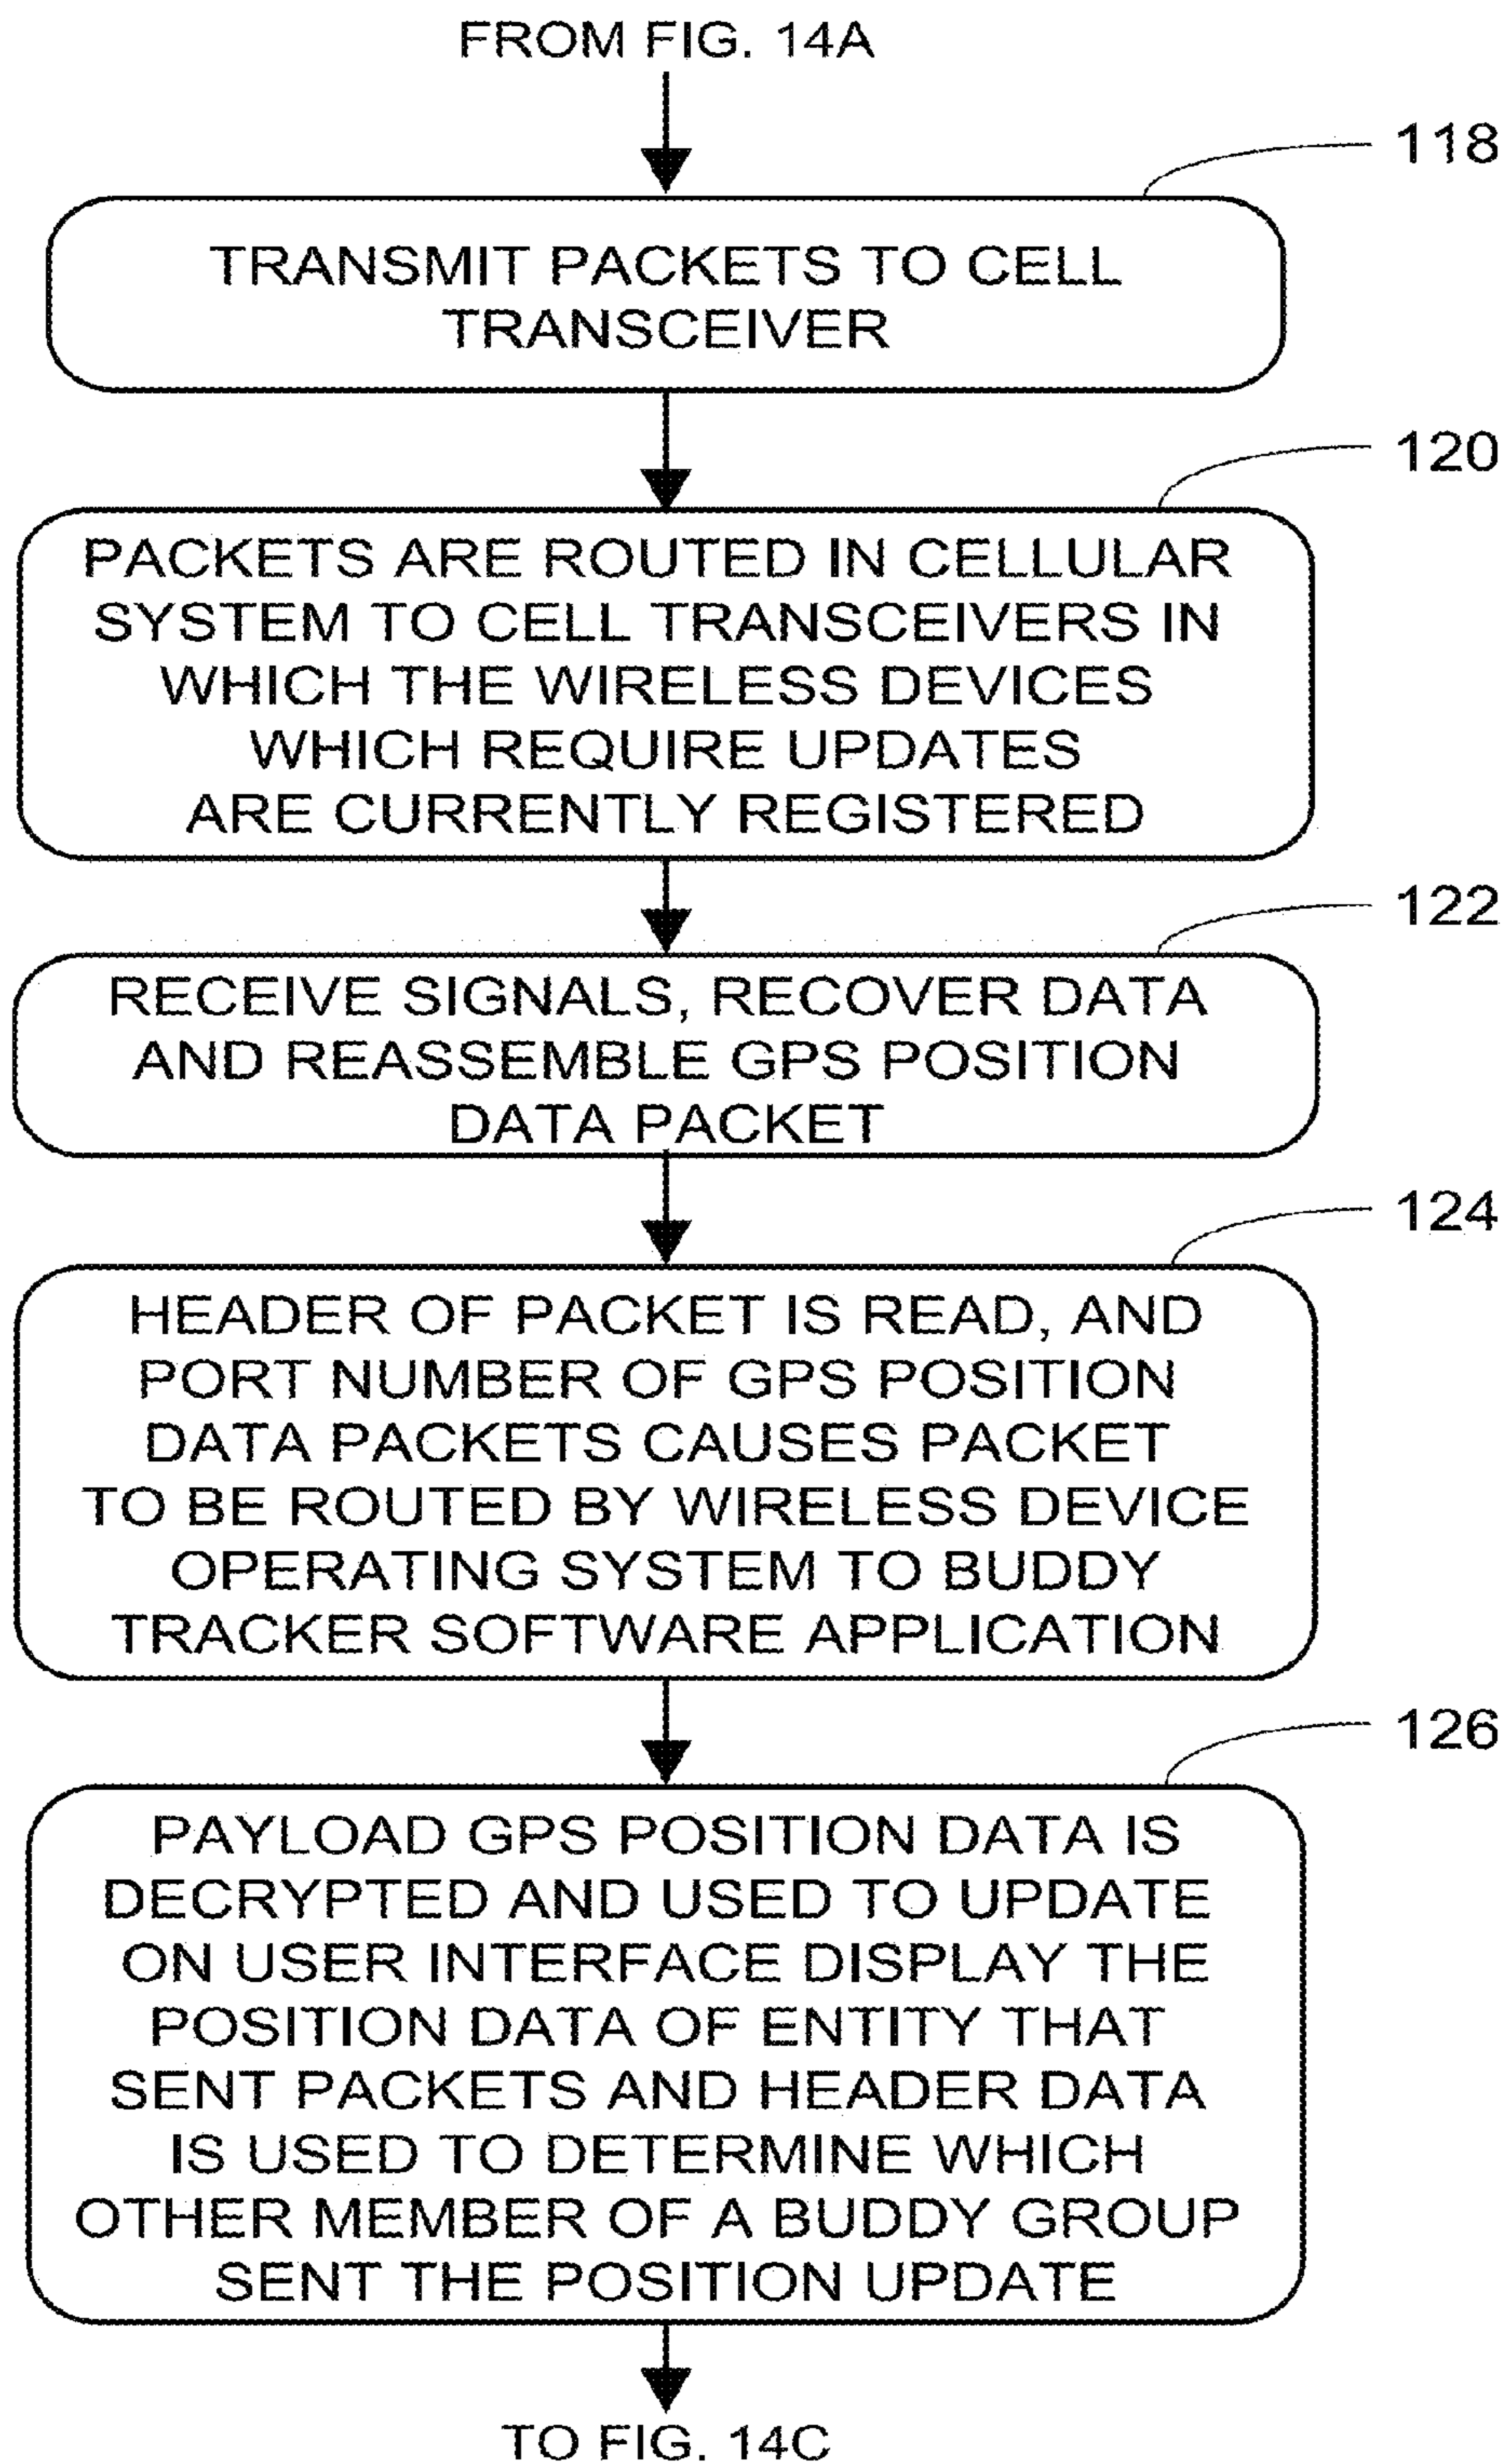 FROM FIG. 14A
118
TRANSMIT PACKETS TO CELL
TRANSCEIVER
120
PACKETS ARE ROUTED IN CELLULAR
SYSTEM TO CELL TRANSCEIVERS IN
WHICH THE WIRELESS DEVICES
WHICH REQUIRE UPDATES
ARE CURRENTLY REGISTERED
122
RECEIVE SIGNALS, RECOVER DATA
AND REASSEMBLE GPS POSITION
DATA PACKET
124
HEADER OF PACKET IS READ, AND
PORT NUMBER OF GPS POSITION
DATA PACKETS CAUSES PACKET
TO BE ROUTED BY WIRELESS DEVICE
OPERATING SYSTEM TO BUDDY
TRACKER SOFTWARE APPLICATION
126
PAYLOAD GPS POSITION DATA IS
DECRYPTED AND USED TO UPDATE
ON USER INTERFACE DISPLAY THE
POSITION DATA OF ENTITY THAT
SENT PACKETS AND HEADER DATA
IS USED TO DETERMINE WHICH
OTHER MEMBER OF A BUDDY GROUP
SENT THE POSITION UPDATE
TO FIG. 14C